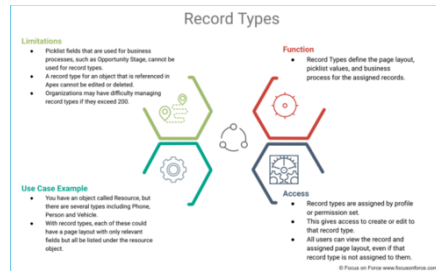 Record Types
Limitations
• Picklist fields that are used for business
processes, such as Opportunity Stage, cannot be
used for record types.
• A record type for an object that is referenced in
Apex cannot be edited or deleted.
• Organizations may have difficulty managing
record types if they exceed 200.
Function
• Record Types define the page layout,
picklist values, and business
process for the assigned records.
Use Case Example
• You have an object called Resource, but
there are several types including Phone,
Person and Vehicle.
• With record types, each of these could
have a page layout with only relevant
fields but all be listed under the resource
object.
Access
• Record types are assigned by profile
or permission set.
• This gives access to create or edit to
that record type.
• All users can view the record and
assigned page layout, even if that
record type is not assigned to them.
© Focus on Force www.focusonforce.com